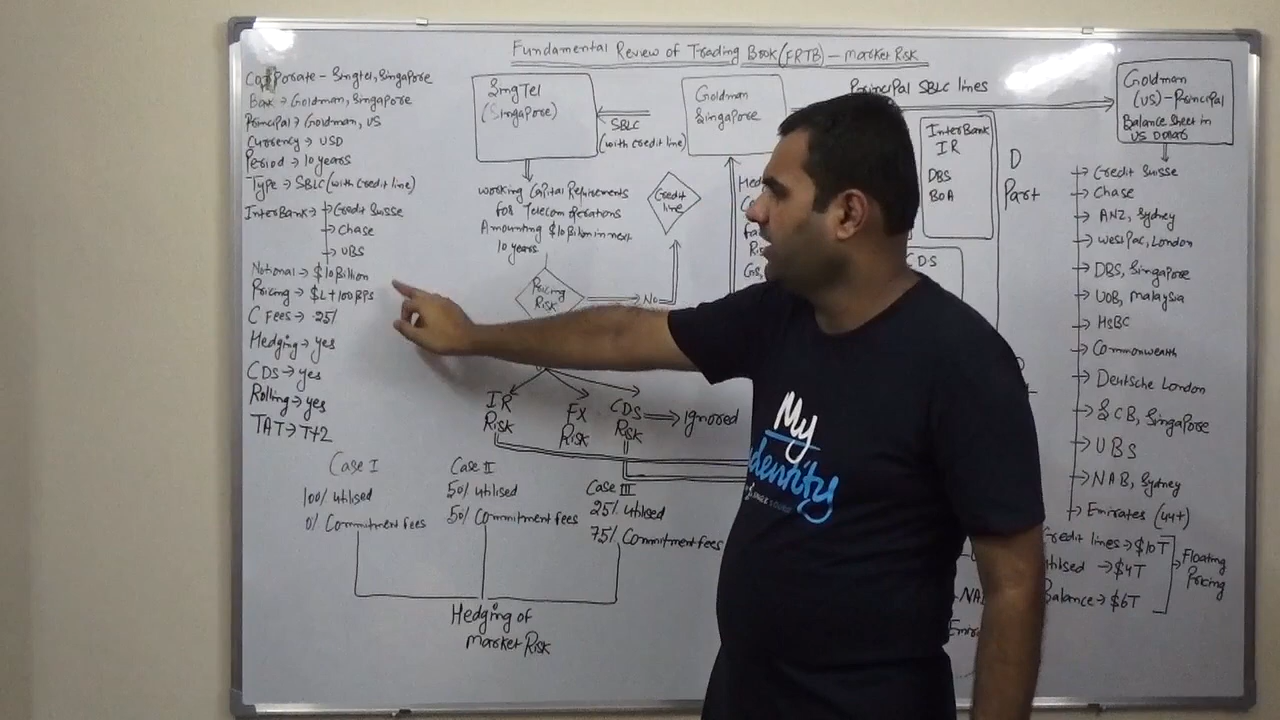 Fundamental Review of Trading Book (FRTB) - Market Risk
Corporate - Singtel, Singapore
Bank → Goldman, Singapore
Principal → Goldman, US
Currency → USD
Period → 10 years
Type → SBLC (with credit line)
InterBank → Credit Suisse
→ Chase
→ UBS
Notional → $10 Billion
Pricing → $L + 100 BPS
C Fees → .25%
Hedging → yes
CDS → yes
Rolling → yes
TAT → T+2
SingTel
(Singapore)
SBLC
(with credit line)
Goldman
Singapore
Principal SBLC lines
Goldman
(US) - Principal
Balance Sheet in
US Dollars
working Capital Requirements
for Telecom operations
Amounting $10 Billion in next
10 years
Credit
line
Pricing
Risk
No
InterBank
IR
DBS
BOA
D
Part
CDS
IR
Risk
FX
Risk
CDS
Risk
Ignored
Case I
100% utilised
0% Commitment fees
Case II
50% utilised
50% Commitment fees
Case III
25% utilised
75% Commitment fees
Hedging of
market Risk
→ Credit Suisse
→ Chase
→ ANZ, Sydney
→ WestPac, London
→ DBS, Singapore
→ UOB, Malaysia
→ HSBC
→ Commonwealth
→ Deutsche London
→ SCB, Singapore
→ UBS
→ NAB, Sydney
→ Emirates (44+)
Credit lines → $10T
Utilised → $4T
Balance → $6T
Floating
Pricing
My
identity